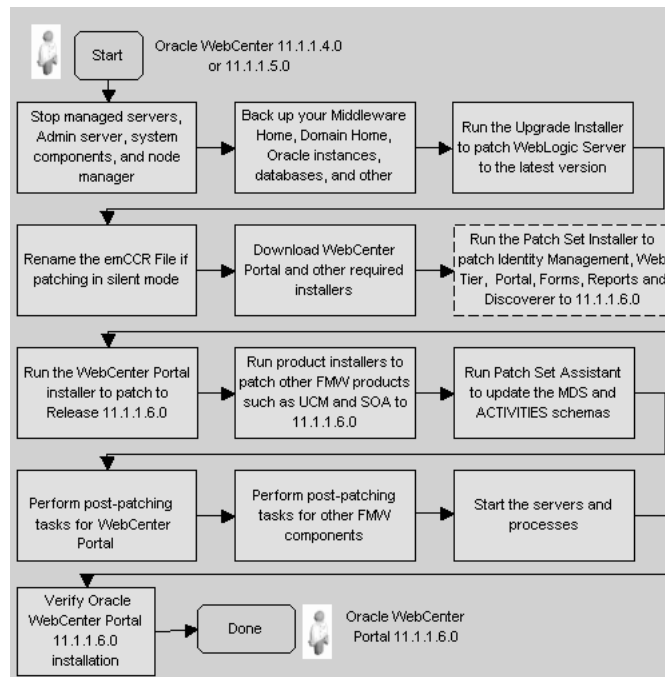 Start
Oracle WebCenter 11.1.1.4.0
or 11.1.1.5.0
Stop managed servers,
Admin server, system
components, and node
manager
Back up your Middleware
Home, Domain Home,
Oracle instances,
databases, and other
Run the Upgrade Installer
to patch WebLogic Server
to the latest version
Rename the emCCR File if
patching in silent mode
Download WebCenter
Portal and other required
installers
Run the Patch Set Installer to
patch Identity Management, Web
Tier, Portal, Forms, Reports and
Discoverer to 11.1.1.6.0
Run the WebCenter Portal
installer to patch to
Release 11.1.1.6.0
Run product installers to
patch other FMW products
such as UCM and SOA to
11.1.1.6.0
Run Patch Set Assistant
to update the MDS and
ACTIVITIES schemas
Perform post-patching
tasks for WebCenter
Portal
Perform post-patching
tasks for other FMW
components
Start the servers and
processes
Verify Oracle
WebCenter Portal
11.1.1.6.0
installation
Done
Oracle WebCenter
Portal 11.1.1.6.0